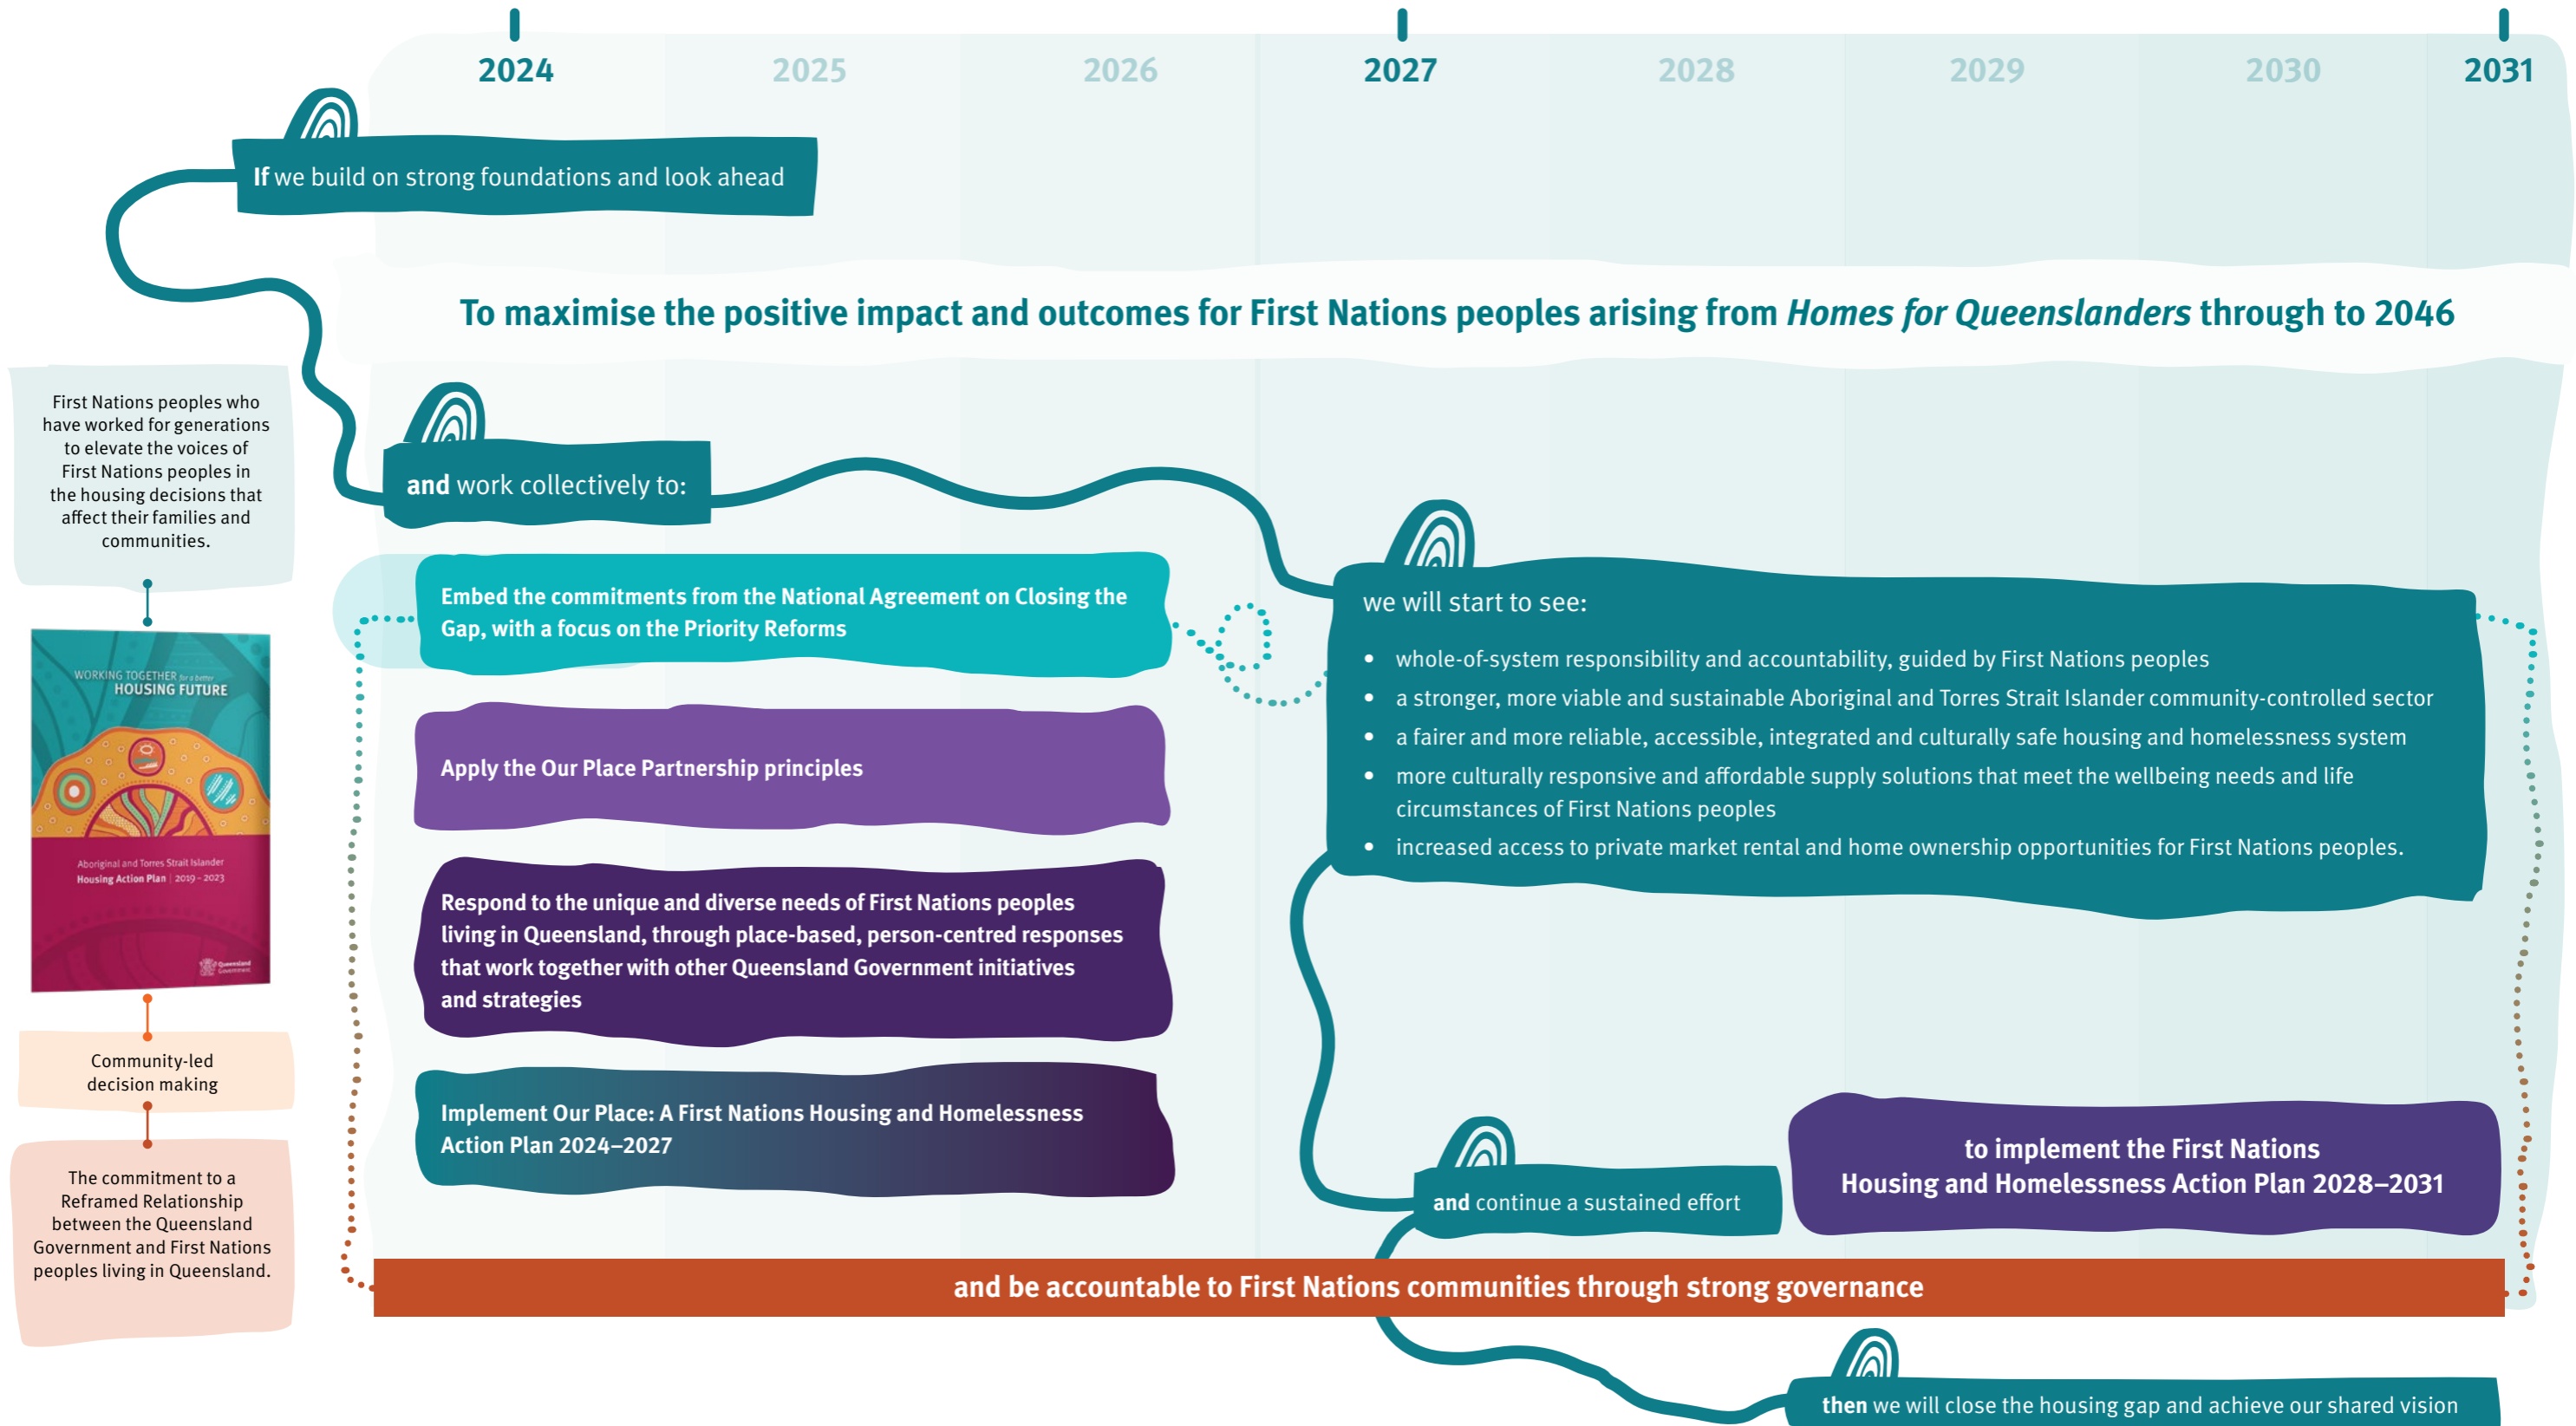 2024 2025 2026 2027 2028 2029 2030 2031
If we build on strong foundations and look ahead
To maximise the positive impact and outcomes for First Nations peoples arising from Homes for Queenslanders through to 2046
First Nations peoples who
have worked for generations
to elevate the voices of
First Nations peoples in
the housing decisions that
affect their families and
communities.
WORKING TOGETHER for a better
HOUSING FUTURE
Aboriginal and Torres Strait Islander
Housing Action Plan | 2019 - 2023
Queensland
Government
Community-led
decision making
The commitment to a
Reframed Relationship
between the Queensland
Government and First Nations
peoples living in Queensland.
and work collectively to:
Embed the commitments from the National Agreement on Closing the
Gap, with a focus on the Priority Reforms
Apply the Our Place Partnership principles
Respond to the unique and diverse needs of First Nations peoples
living in Queensland, through place-based, person-centred responses
that work together with other Queensland Government initiatives
and strategies
Implement Our Place: A First Nations Housing and Homelessness
Action Plan 2024–2027
we will start to see:
• whole-of-system responsibility and accountability, guided by First Nations peoples
• a stronger, more viable and sustainable Aboriginal and Torres Strait Islander community-controlled sector
• a fairer and more reliable, accessible, integrated and culturally safe housing and homelessness system
• more culturally responsive and affordable supply solutions that meet the wellbeing needs and life
circumstances of First Nations peoples
• increased access to private market rental and home ownership opportunities for First Nations peoples.
and continue a sustained effort
to implement the First Nations
Housing and Homelessness Action Plan 2028–2031
and be accountable to First Nations communities through strong governance
then we will close the housing gap and achieve our shared vision